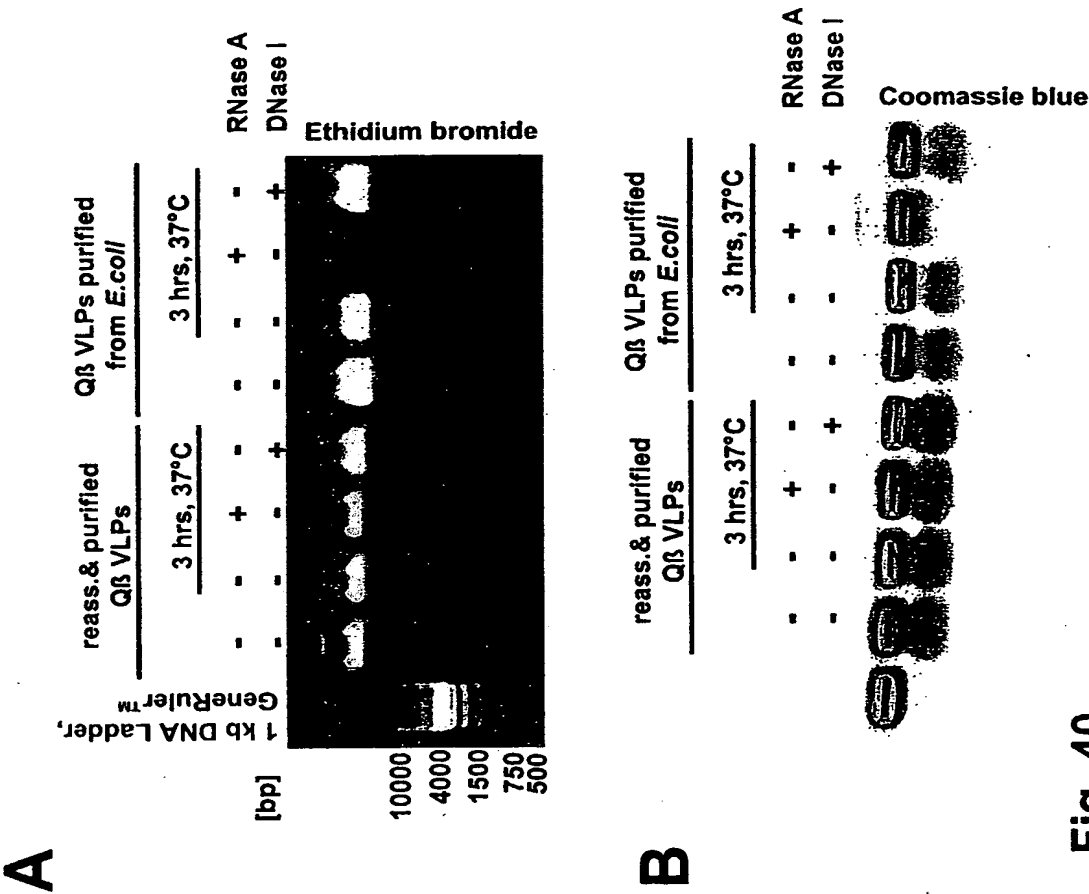 A
reass.& purified
Qß VLPs
Qß VLPs purified
from E.coli
3 hrs, 37°C
3 hrs, 37°C
1 kb DNA Ladder,
GeneRuler™
- - + - - - + - RNase A
- - - + - - - + DNase I
[bp]
10000
4000
1500
750
500
Ethidium bromide
B
reass.& purified
Qß VLPs
Qß VLPs purified
from E.coli
3 hrs, 37°C
3 hrs, 37°C
- - + - - - + - RNase A
- - - + - - - + DNase I
Coomassie blue
Fig. 40